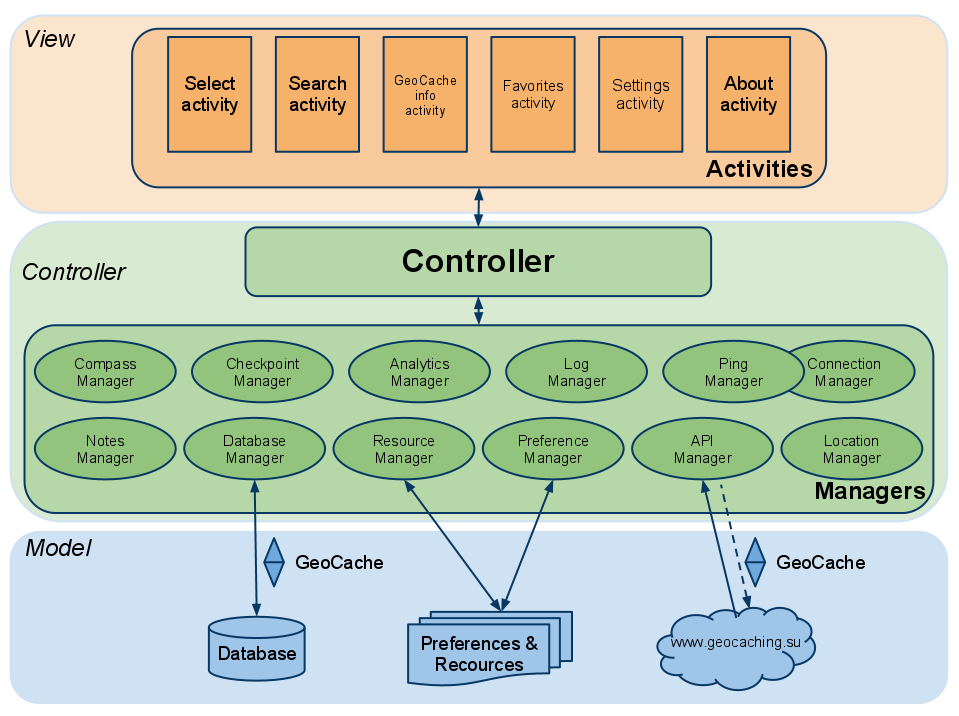 View
Select
activity
Search
activity
GeoCache
info
activity
Favorites
activity
Settings
activity
About
activity
Activities
Controller
Controller
Compass
Manager
Checkpoint
Manager
Analytics
Manager
Log
Manager
Ping
Manager
Connection
Manager
Notes
Manager
Database
Manager
Resource
Manager
Preference
Manager
API
Manager
Location
Manager
Managers
Model
GeoCache
GeoCache
Database
Preferences &
Recources
www.geocaching.su